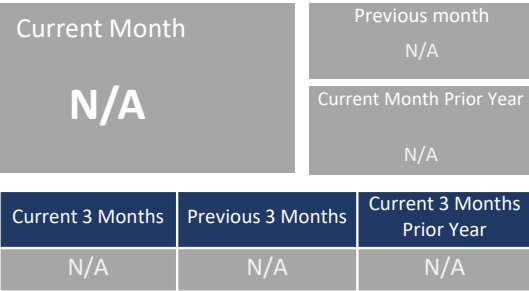 Current Month
N/A
Previous month
N/A
Current Month Prior Year
N/A
Current 3 Months Previous 3 Months Current 3 Months
Prior Year
N/A N/A N/A